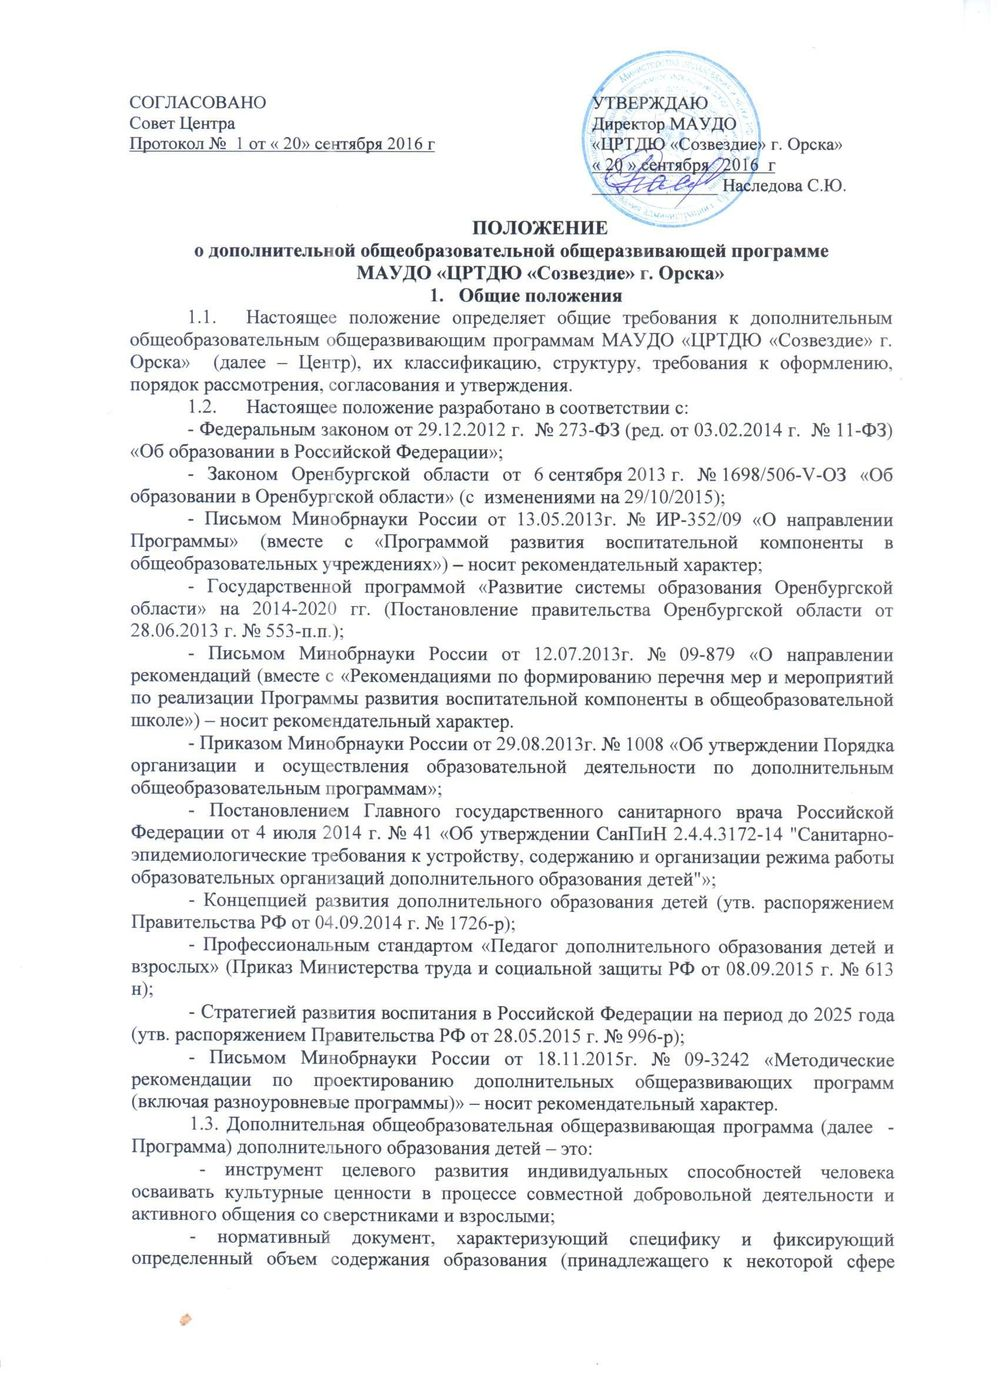 СОГЛАСОВАНО
Совет Центра
Протокол № 1 от « 20» сентября 2016 г
УТВЕРЖДАЮ
Директор МАУДО
«ЦРТДЮ «Созвездие» г. Орска»
« 20 » сентября 2016 г
______________ Наследова С.Ю.
ПОЛОЖЕНИЕ
о дополнительной общеобразовательной общеразвивающей программе
МАУДО «ЦРТДЮ «Созвездие» г. Орска»
1. Общие положения
1.1. Настоящее положение определяет общие требования к дополнительным
общеобразовательным общеразвивающим программам МАУДО «ЦРТДЮ «Созвездие» г.
Орска» (далее – Центр), их классификацию, структуру, требования к оформлению,
порядок рассмотрения, согласования и утверждения.
1.2. Настоящее положение разработано в соответствии с:
- Федеральным законом от 29.12.2012 г. № 273-ФЗ (ред. от 03.02.2014 г. № 11-ФЗ)
«Об образовании в Российской Федерации»;
- Законом Оренбургской области от 6 сентября 2013 г. № 1698/506-V-ОЗ «Об
образовании в Оренбургской области» (с изменениями на 29/10/2015);
- Письмом Минобрнауки России от 13.05.2013г. № ИР-352/09 «О направлении
Программы» (вместе с «Программой развития воспитательной компоненты в
общеобразовательных учреждениях») – носит рекомендательный характер;
- Государственной программой «Развитие системы образования Оренбургской
области» на 2014-2020 гг. (Постановление правительства Оренбургской области от
28.06.2013 г. № 553-п.п.);
- Письмом Минобрнауки России от 12.07.2013г. № 09-879 «О направлении
рекомендаций (вместе с «Рекомендациями по формированию перечня мер и мероприятий
по реализации Программы развития воспитательной компоненты в общеобразовательной
школе») – носит рекомендательный характер.
- Приказом Минобрнауки России от 29.08.2013г. № 1008 «Об утверждении Порядка
организации и осуществления образовательной деятельности по дополнительным
общеобразовательным программам»;
- Постановлением Главного государственного санитарного врача Российской
Федерации от 4 июля 2014 г. № 41 «Об утверждении СанПиН 2.4.4.3172-14 "Санитарно-
эпидемиологические требования к устройству, содержанию и организации режима работы
образовательных организаций дополнительного образования детей"»;
- Концепцией развития дополнительного образования детей (утв. распоряжением
Правительства РФ от 04.09.2014 г. № 1726-р);
- Профессиональным стандартом «Педагог дополнительного образования детей и
взрослых» (Приказ Министерства труда и социальной защиты РФ от 08.09.2015 г. № 613
н);
- Стратегией развития воспитания в Российской Федерации на период до 2025 года
(утв. распоряжением Правительства РФ от 28.05.2015 г. № 996-р);
- Письмом Минобрнауки России от 18.11.2015г. № 09-3242 «Методические
рекомендации по проектированию дополнительных общеразвивающих программ
(включая разноуровневые программы)» – носит рекомендательный характер.
1.3. Дополнительная общеобразовательная общеразвивающая программа (далее -
Программа) дополнительного образования детей – это:
- инструмент целевого развития индивидуальных способностей человека
осваивать культурные ценности в процессе совместной добровольной деятельности и
активного общения со сверстниками и взрослыми;
- нормативный документ, характеризующий специфику и фиксирующий
определенный объем содержания образования (принадлежащего к некоторой сфере